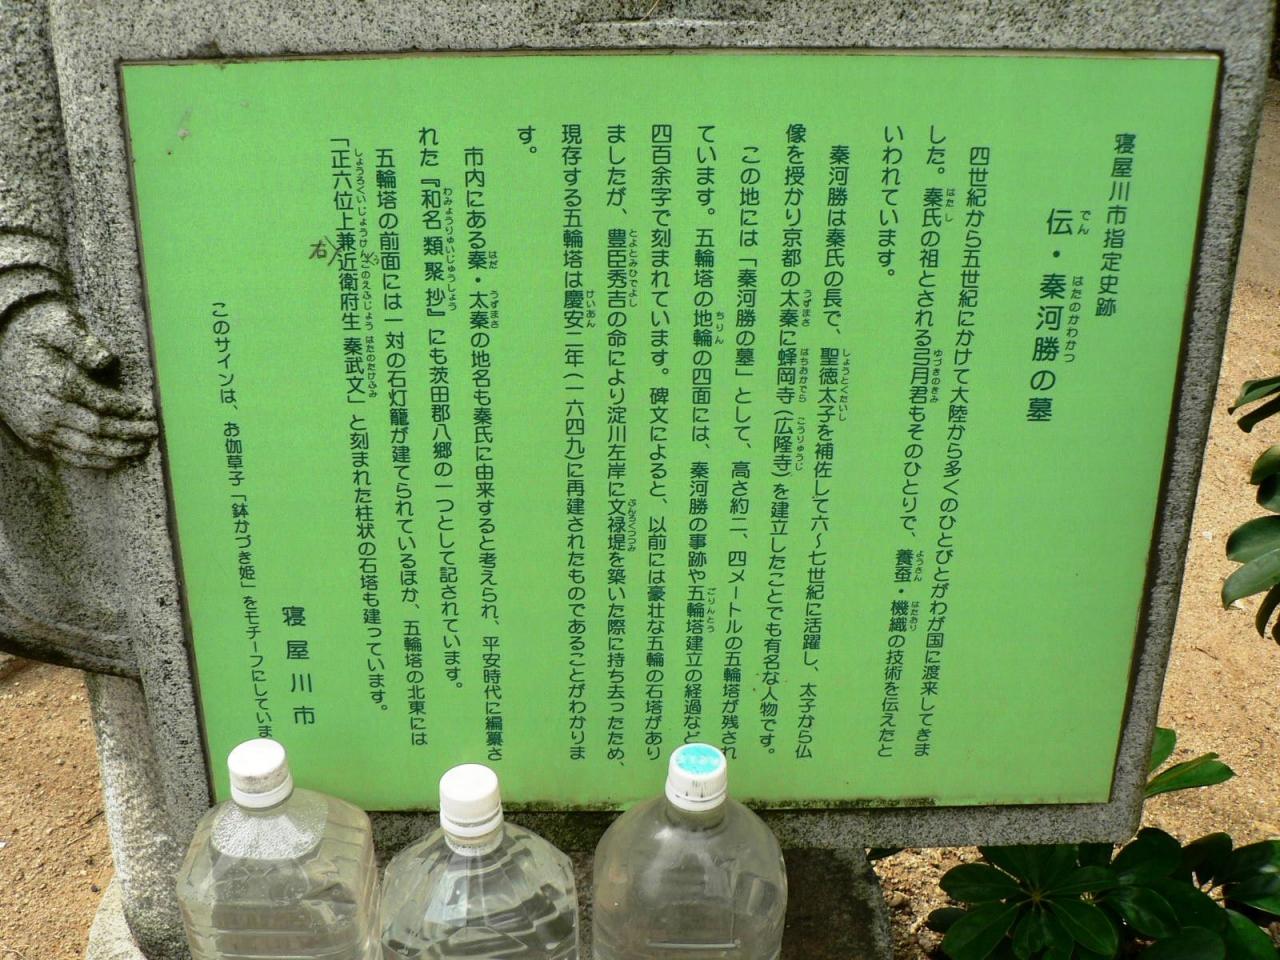 寝屋川市指定史跡
伝・秦河勝の墓
四世紀から五世紀にかけて大陸から多くのひとびとがわが国に渡来してきま
した。秦氏の祖とされる弓月君もそのひとりで、養蚕・機織の技術を伝えたと
いわれています。
秦河勝は秦氏の長で、聖徳太子を補佐して六〜七世紀に活躍し、太子から仏
像を授かり京都の太秦に蜂岡寺（広隆寺）を建立したことでも有名な人物です。
この地には「秦河勝の墓」として、高さ約二、四メートルの五輪塔が残され
ています。五輪塔の地輪の四面には、秦河勝の事跡や五輪塔建立の経過など
四百余字で刻まれています。碑文によると、以前には豪壮な五輪の石塔があり
ましたが、豊臣秀吉の命により淀川左岸に文禄堤を築いた際に持ち去ったため、
現存する五輪塔は慶安二年（一六四九）に再建されたものであることがわかりま
す。
市内にある秦・太秦の地名も秦氏に由来すると考えられ、平安時代に編纂さ
れた『和名類聚抄』にも茨田郡八郷の一つとして記されています。
五輪塔の前面には一対の石灯籠が建てられているほか、五輪塔の北東には
「正六位上兼近衛府生秦武文」と刻まれた柱状の石塔も建っています。
右
寝屋川市
このサインは、お伽草子「鉢かづき姫」をモチーフにしていま